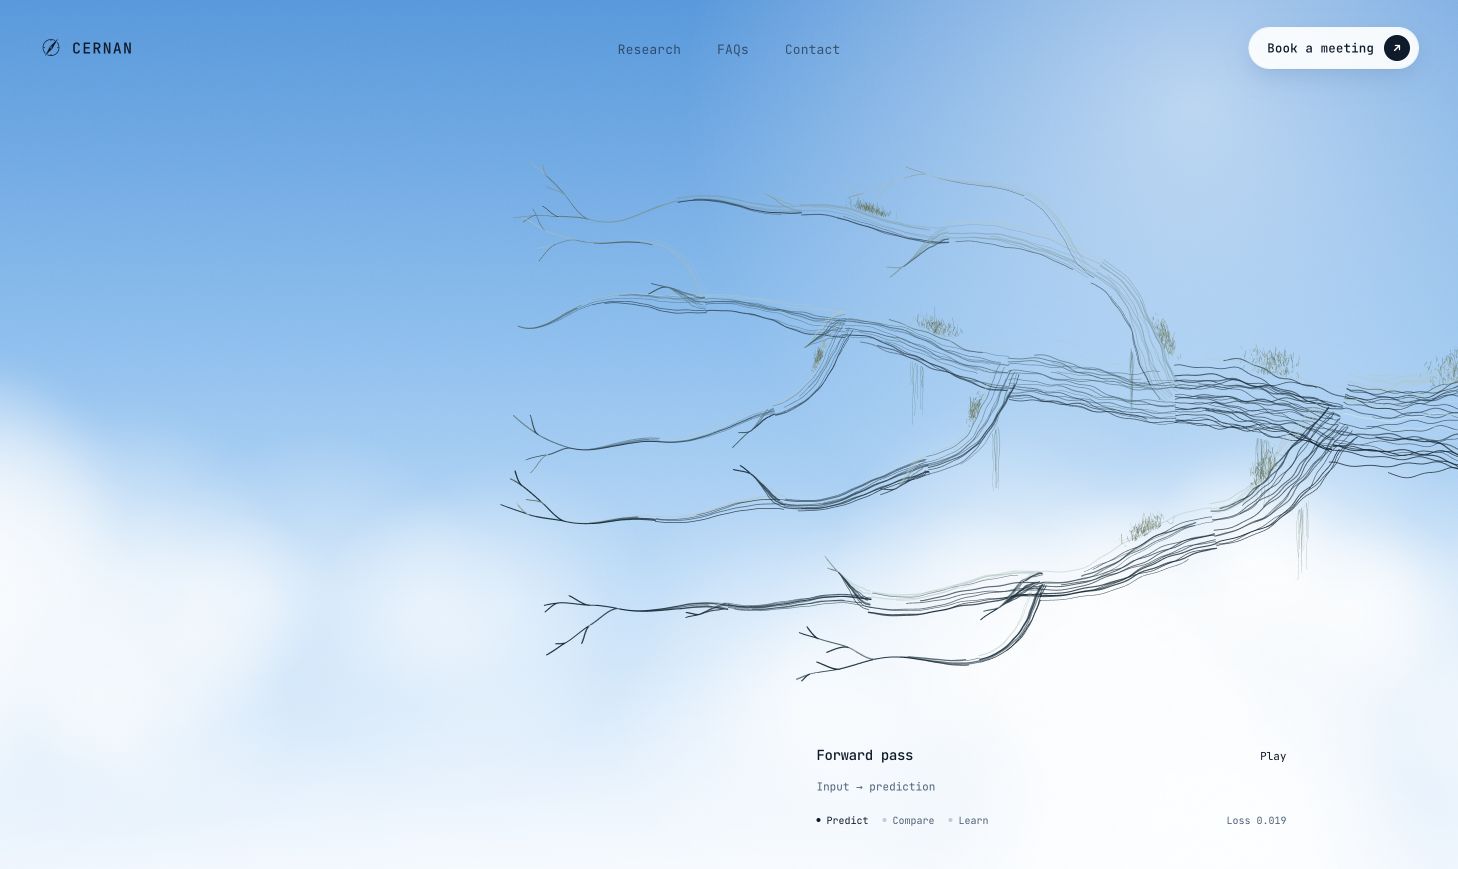 CERNAN
Research FAQs Contact
Book a meeting
Forward pass
Play
Input → prediction
Predict Compare Learn
Loss 0.019